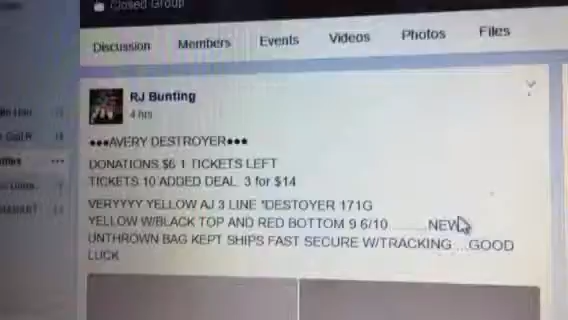 Closed Group
Discussion Members Events Videos Photos Files
RJ Bunting
4 hrs
●●●AVERY DESTROYER●●●
DONATIONS $6 1 TICKETS LEFT
TICKETS 10 ADDED DEAL. 3 for $14
VERYYYY YELLOW AJ 3 LINE *DESTOYER 171G
YELLOW W/BLACK TOP AND RED BOTTOM 9.6/10 ..........NEW
UNTHROWN BAG KEPT SHIPS FAST SECURE W/TRACKING ...GOOD
LUCK